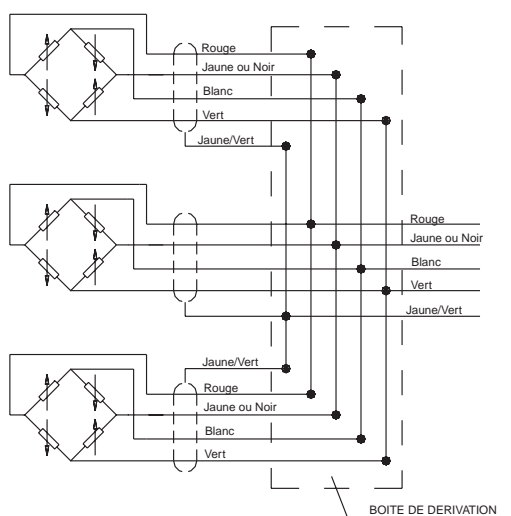 Rouge
Jaune ou Noir
Blanc
Vert
Jaune/Vert
Rouge
Jaune ou Noir
Blanc
Vert
Jaune/Vert
Jaune/Vert
Rouge
Jaune ou Noir
Blanc
Vert
BOITE DE DERIVATION